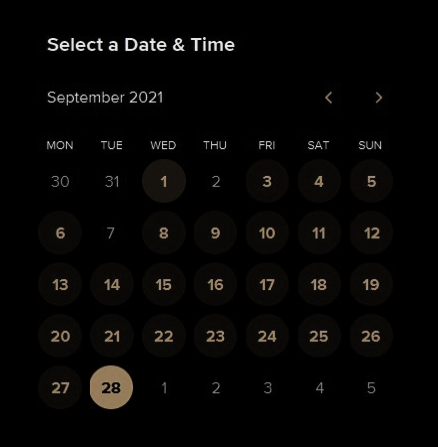 Select a Date & Time
September 2021
MON TUE WED THU FRI SAT SUN
30 31 1 2 3 4 5
6 7 8 9 10 11 12
13 14 15 16 17 18 19
20 21 22 23 24 25 26
27 28 1 2 3 4 5